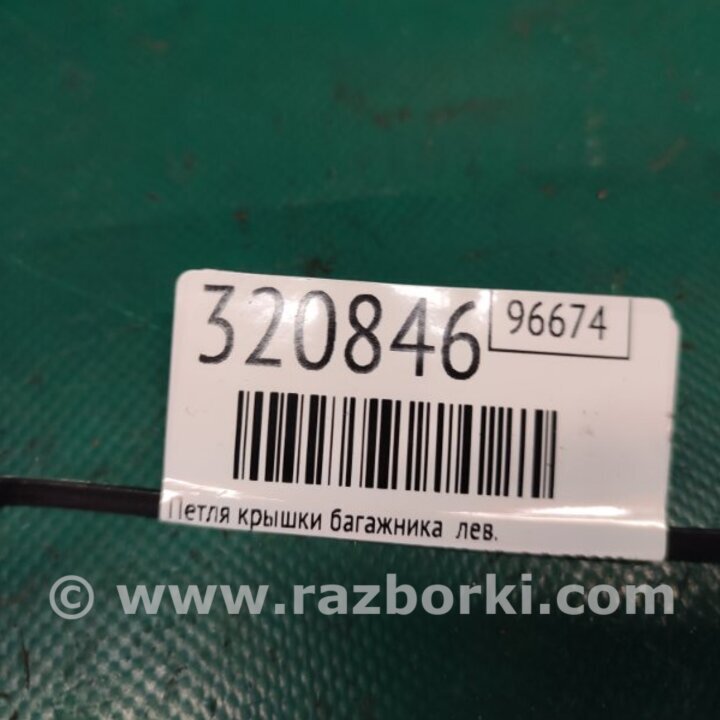 320846
96674
Петля крышки багажника лев.
© www.razborki.com